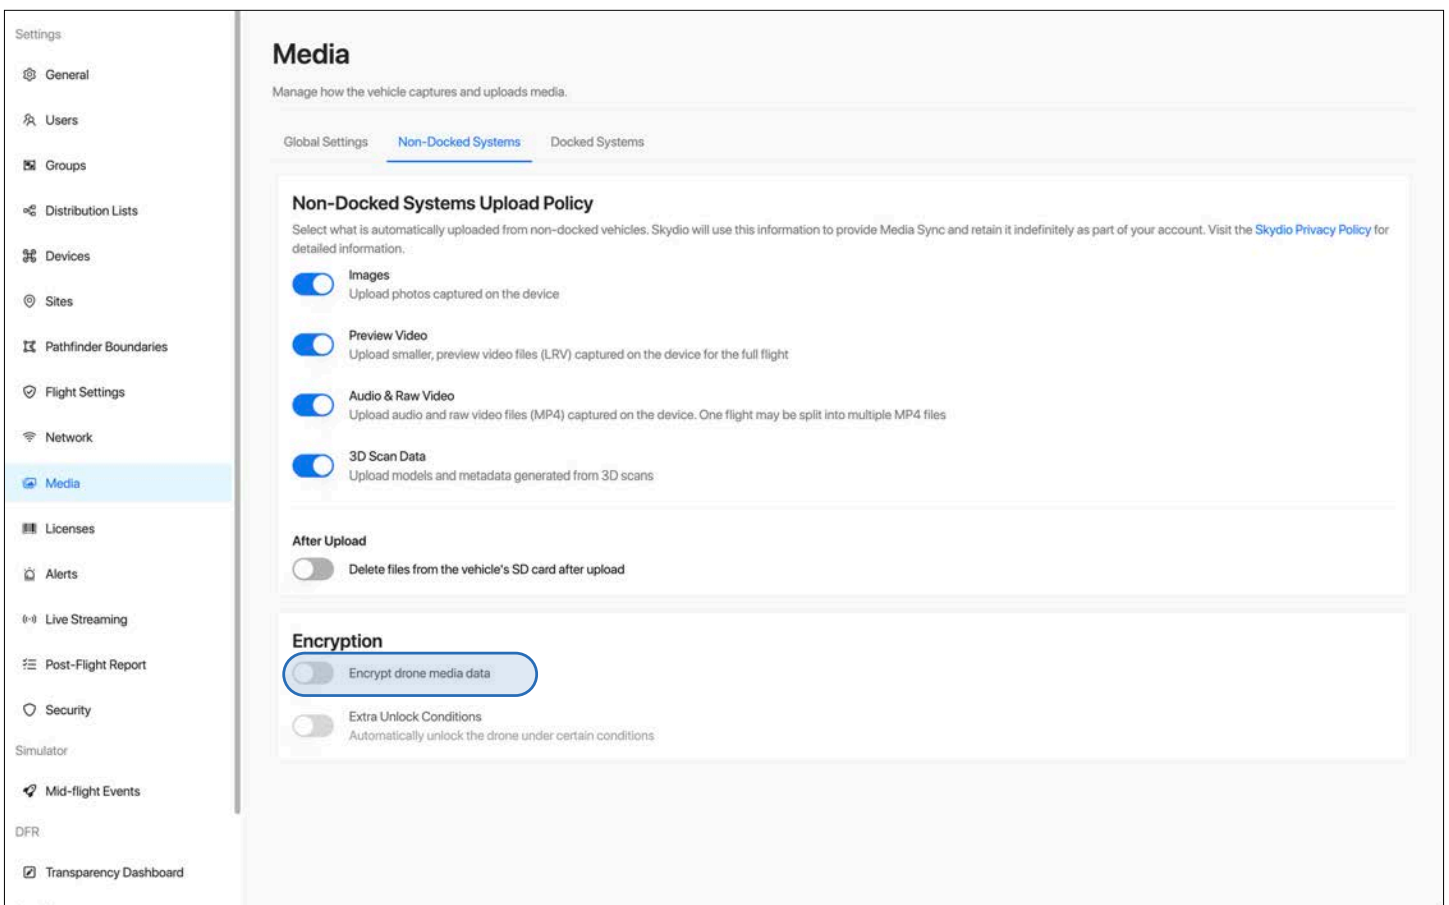 Settings
General
Users
Groups
Distribution Lists
Devices
Sites
Pathfinder Boundaries
Flight Settings
Network
Media
Licenses
Alerts
Live Streaming
Post-Flight Report
Security
Simulator
Mid-flight Events
DFR
Transparency Dashboard
Media
Manage how the vehicle captures and uploads media.
Global Settings Non-Docked Systems Docked Systems
Non-Docked Systems Upload Policy
Select what is automatically uploaded from non-docked vehicles. Skydio will use this information to provide Media Sync and retain it indefinitely as part of your account. Visit the Skydio Privacy Policy for
detailed information.
Images
Upload photos captured on the device
Preview Video
Upload smaller, preview video files (LRV) captured on the device for the full flight
Audio & Raw Video
Upload audio and raw video files (MP4) captured on the device. One flight may be split into multiple MP4 files
3D Scan Data
Upload models and metadata generated from 3D scans
After Upload
Delete files from the vehicle's SD card after upload
Encryption
Encrypt drone media data
Extra Unlock Conditions
Automatically unlock the drone under certain conditions